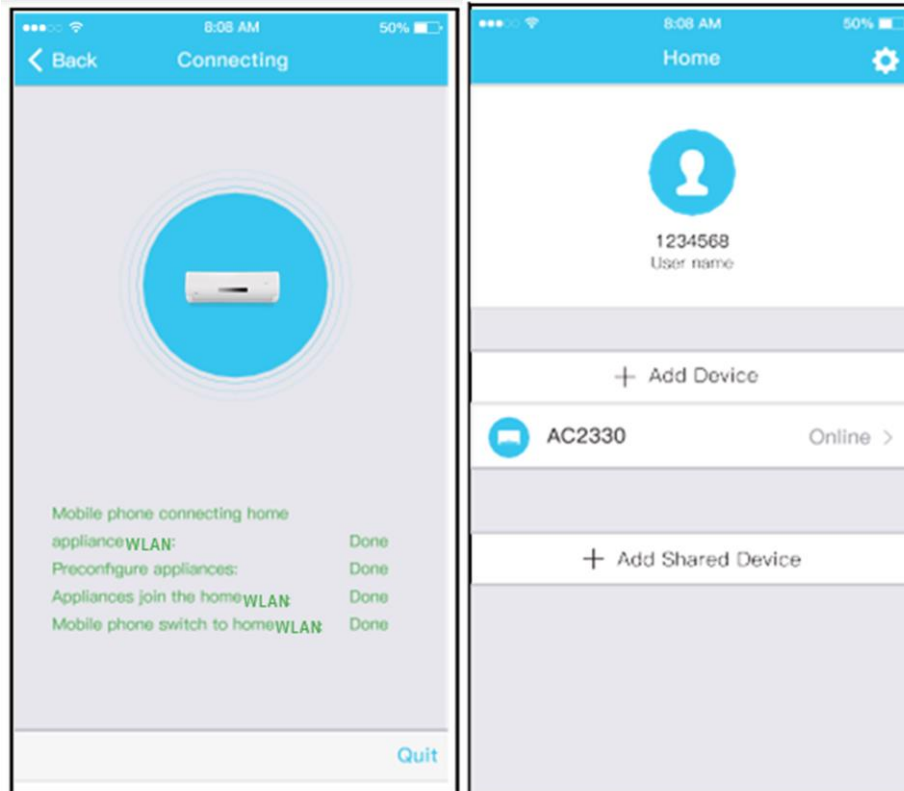 8:08 AM
50%
Back
Connecting
Mobile phone connecting home
applianceWLAN:
Done
Preconfigure appliances:
Done
Appliances join the homeWLAN:
Done
Mobile phone switch to homeWLAN:
Done
Quit
8:08 AM
50%
Home
1234568
User name
+ Add Device
AC2330
Online >
+ Add Shared Device